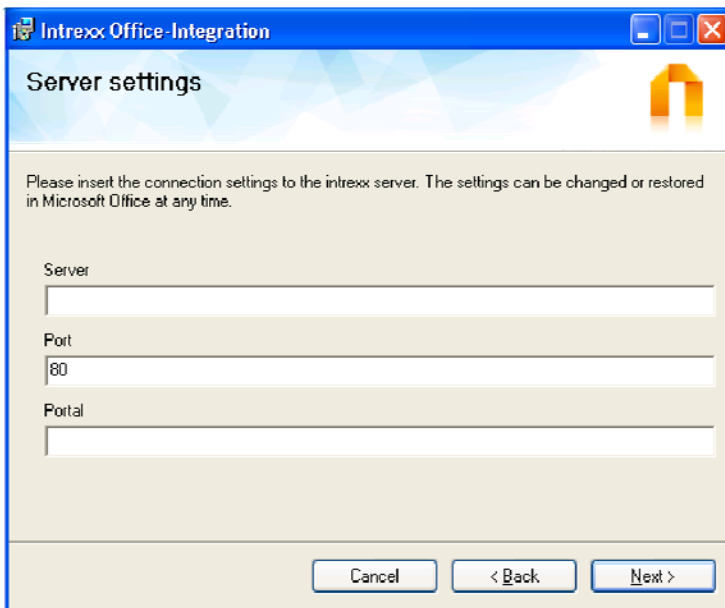 Intrexx Office-Integration
Server settings
Please insert the connection settings to the intrexx server. The settings can be changed or restored
in Microsoft Office at any time.
Server
Port
80
Portal
Cancel
< Back
Next >